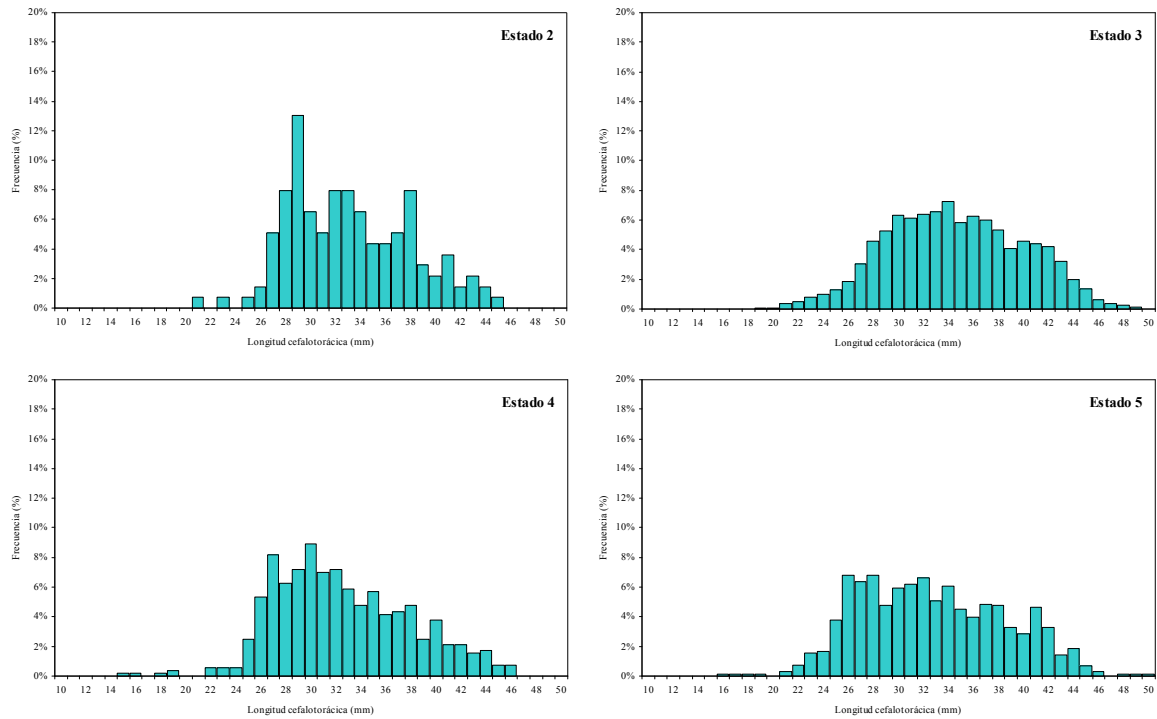 Estado 2
20%
18%
16%
14%
12%
10%
8%
6%
4%
2%
0%
Frecuencia (%)
10 12 14 16 18 20 22 24 26 28 30 32 34 36 38 40 42 44 46 48 50
Longitud cefalotorácica (mm)
Estado 3
20%
18%
16%
14%
12%
10%
8%
6%
4%
2%
0%
Frecuencia (%)
10 12 14 16 18 20 22 24 26 28 30 32 34 36 38 40 42 44 46 48 50
Longitud cefalotorácica (mm)
Estado 4
20%
18%
16%
14%
12%
10%
8%
6%
4%
2%
0%
Frecuencia (%)
10 12 14 16 18 20 22 24 26 28 30 32 34 36 38 40 42 44 46 48 50
Longitud cefalotorácica (mm)
Estado 5
20%
18%
16%
14%
12%
10%
8%
6%
4%
2%
0%
Frecuencia (%)
10 12 14 16 18 20 22 24 26 28 30 32 34 36 38 40 42 44 46 48 50
Longitud cefalotorácica (mm)